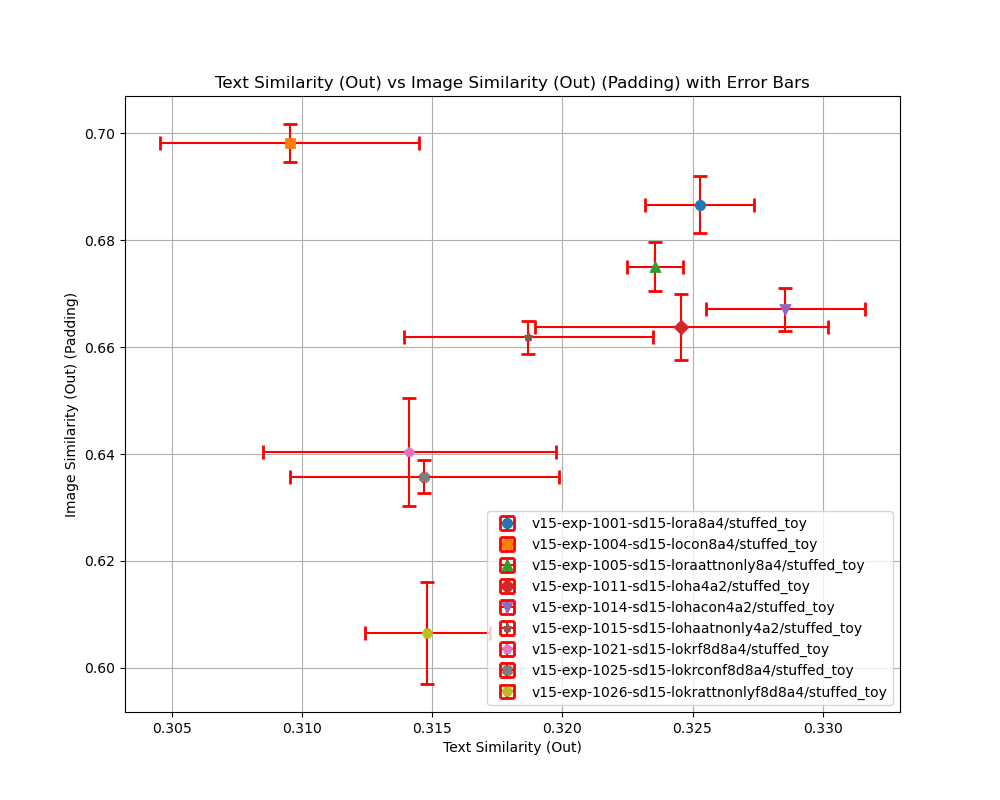 Text Similarity (Out) vs Image Similarity (Out) (Padding) with Error Bars
Image Similarity (Out) (Padding)
0.70
0.68
0.66
0.64
0.62
0.60
v15-exp-1001-sd15-lora8a4/stuffed_toy
v15-exp-1004-sd15-locon8a4/stuffed_toy
v15-exp-1005-sd15-loraattnonly8a4/stuffed_toy
v15-exp-1011-sd15-loha4a2/stuffed_toy
v15-exp-1014-sd15-lohacon4a2/stuffed_toy
v15-exp-1015-sd15-lohaatnonly4a2/stuffed_toy
v15-exp-1021-sd15-lokrf8d8a4/stuffed_toy
v15-exp-1025-sd15-lokrconf8d8a4/stuffed_toy
v15-exp-1026-sd15-lokrattnonlyf8d8a4/stuffed_toy
0.305 0.310 0.315 0.320 0.325 0.330
Text Similarity (Out)